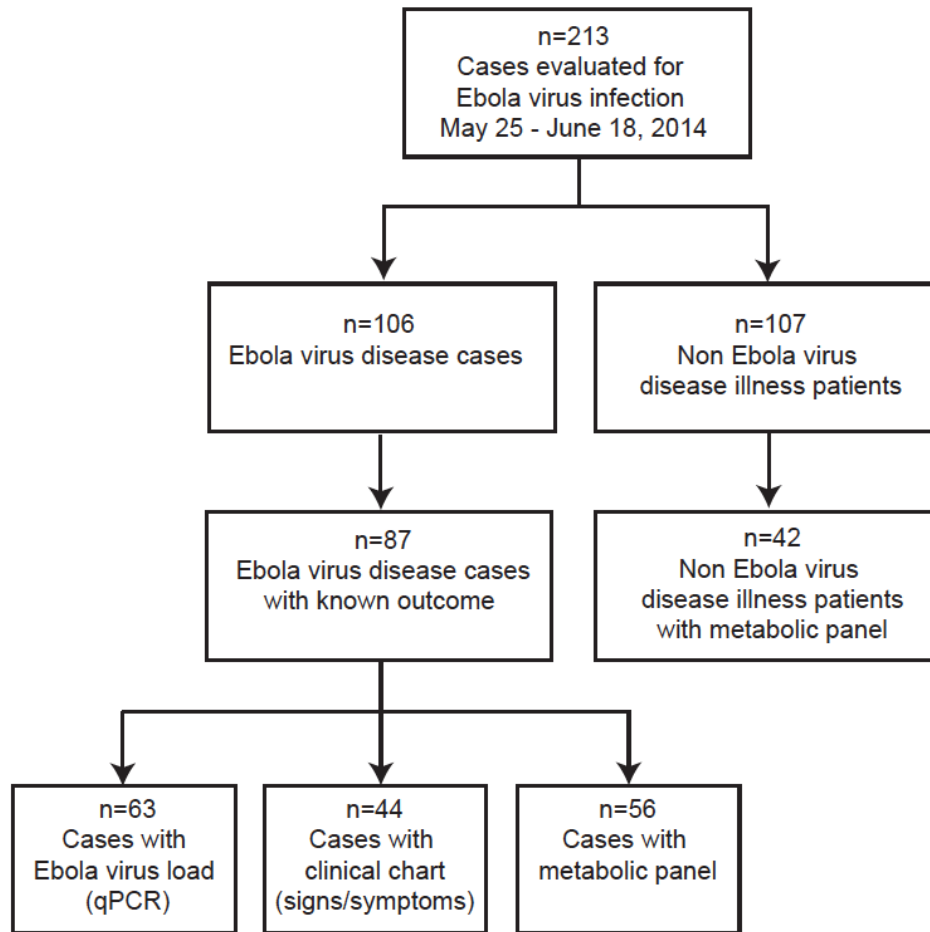 n=213
Cases evaluated for
Ebola virus infection
May 25 - June 18, 2014
n=106
Ebola virus disease cases
n=107
Non Ebola virus
disease illness patients
n=87
Ebola virus disease cases
with known outcome
n=42
Non Ebola virus
disease illness patients
with metabolic panel
n=63
Cases with
Ebola virus load
(qPCR)
n=44
Cases with
clinical chart
(signs/symptoms)
n=56
Cases with
metabolic panel